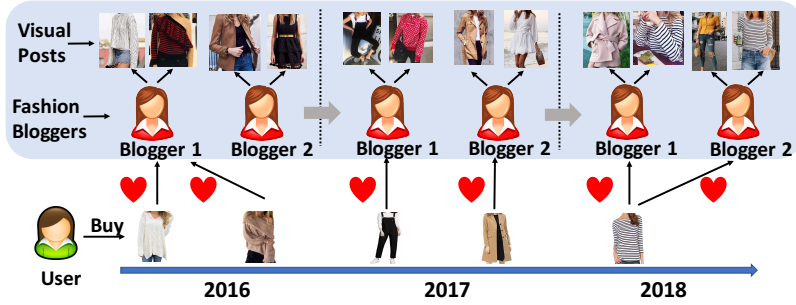 Visual
Posts
Fashion
Bloggers
Blogger 1
Blogger 2
Blogger 1
Blogger 2
Blogger 1
Blogger 2
Buy
User
2016
2017
2018